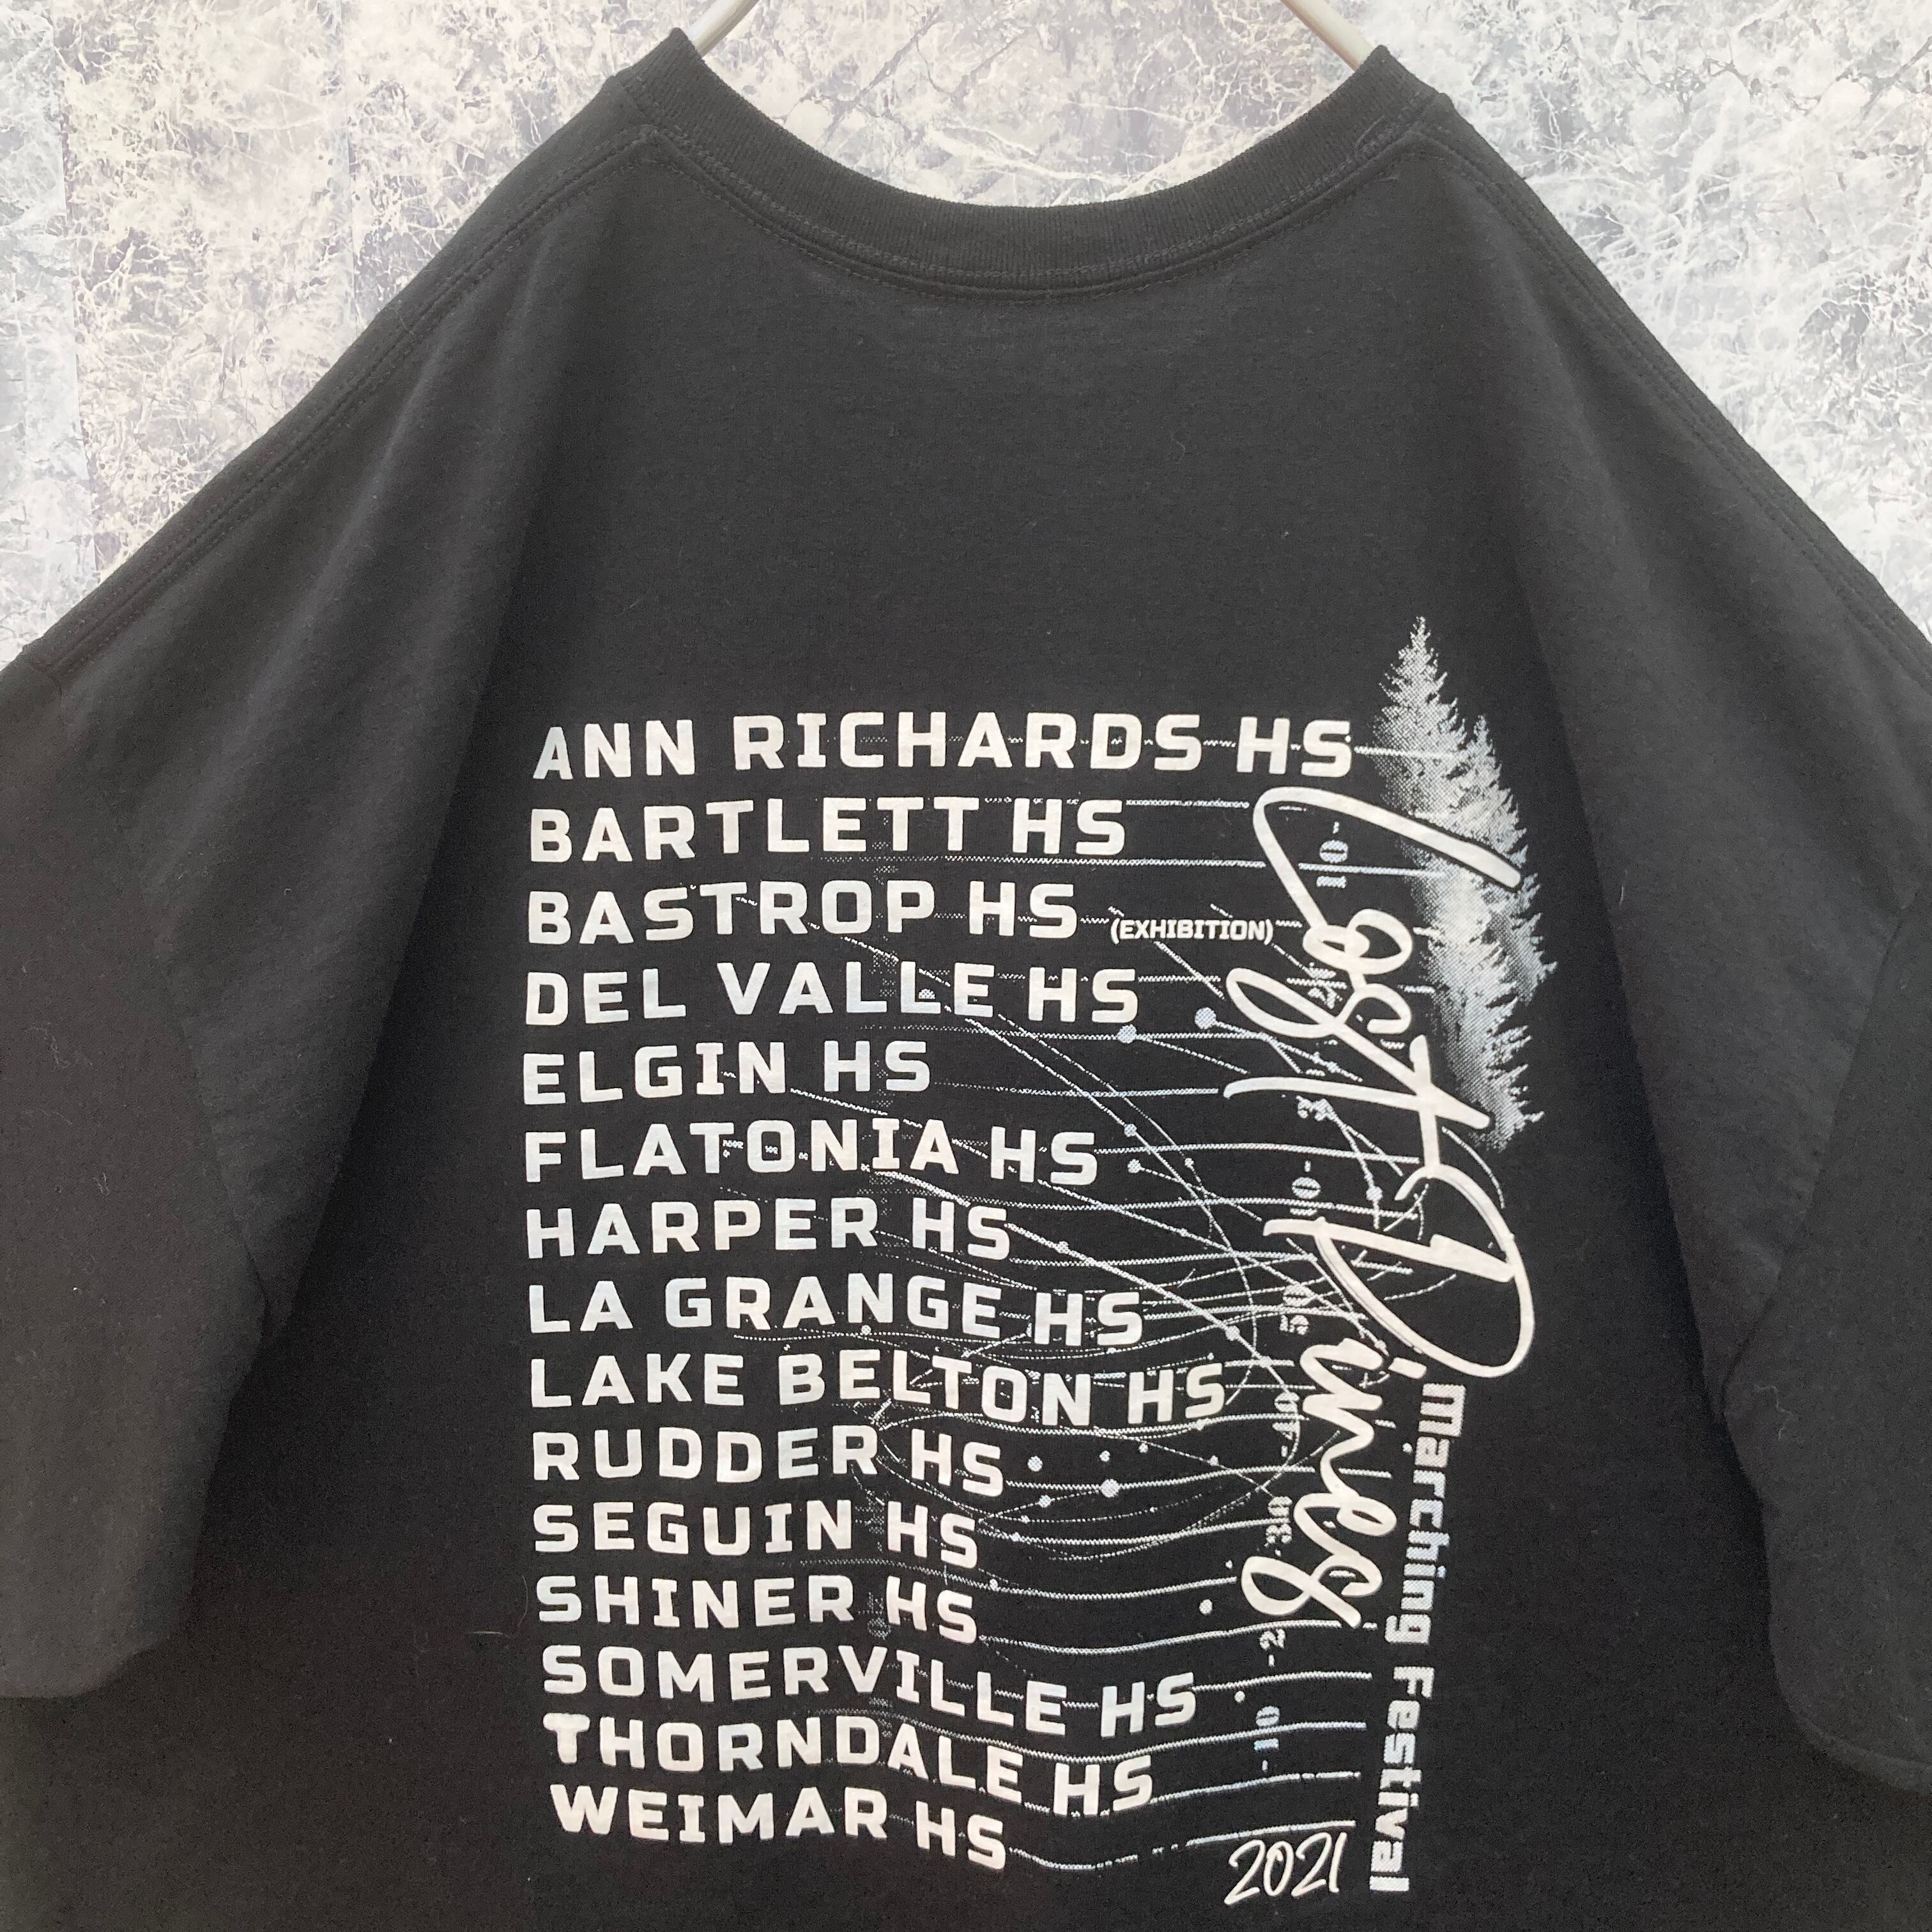 ANN RICHARDS HS
BARTLETT HS
BASTROP HS (EXHIBITION)
DEL VALLE HS
ELGIN HS
FLATONIA HS
HARPER HS
LA GRANGE HS
LAKE BELTON HS
RUDDER HS
SEGUIN HS
SHINER HS
SOMERVILLE HS
THORNDALE HS
WEIMAR HS
Lost Pines
Marching Festival
2021